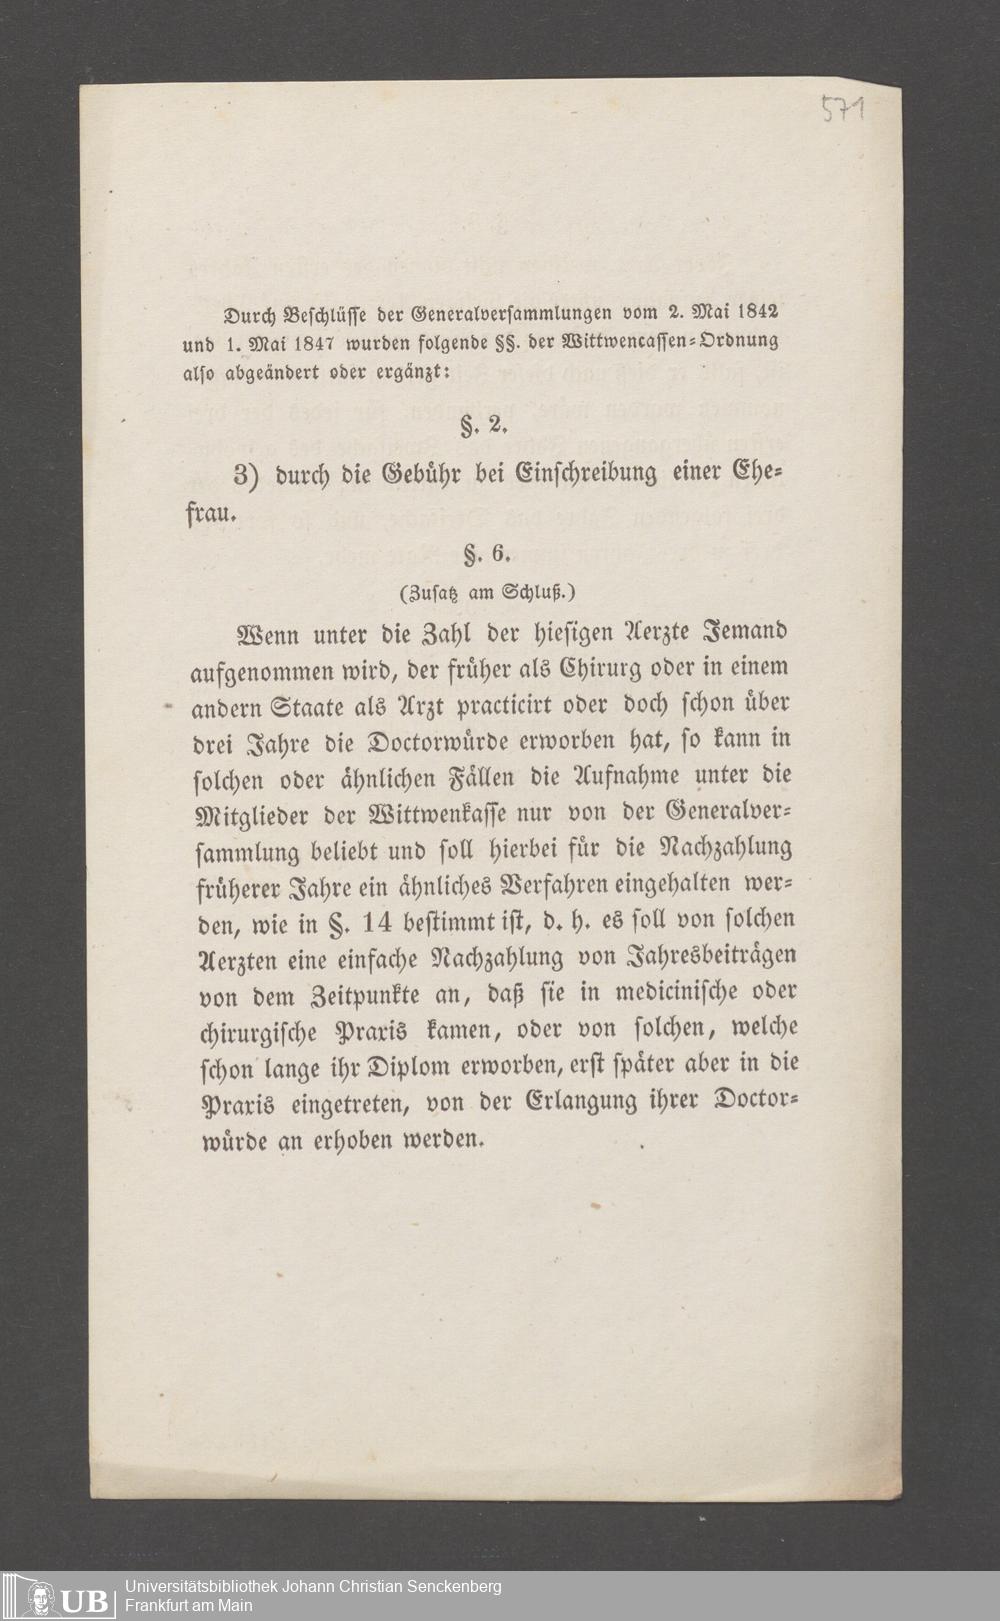 571
Durch Beschlüsse der Generalversammlungen vom 2. Mai 1842
und 1. Mai 1847 wurden folgende §§. der Wittwencassen-Ordnung
also abgeändert oder ergänzt:
§. 2.
3) durch die Gebühr bei Einschreibung einer Ehe-
frau.
§. 6.
(Zusatz am Schluß.)
Wenn unter die Zahl der hiesigen Aerzte Jemand
aufgenommen wird, der früher als Chirurg oder in einem
andern Staate als Arzt practicirt oder doch schon über
drei Jahre die Doctorwürde erworben hat, so kann in
solchen oder ähnlichen Fällen die Aufnahme unter die
Mitglieder der Wittwenkasse nur von der Generalver-
sammlung beliebt und soll hierbei für die Nachzahlung
früherer Jahre ein ähnliches Verfahren eingehalten wer-
den, wie in §. 14 bestimmt ist, d. h. es soll von solchen
Aerzten eine einfache Nachzahlung von Jahresbeiträgen
von dem Zeitpunkte an, daß sie in medicinische oder
chirurgische Praxis kamen, oder von solchen, welche
schon lange ihr Diplom erworben, erst später aber in die
Praxis eingetreten, von der Erlangung ihrer Doctor-
würde an erhoben werden.
UB
Universitätsbibliothek Johann Christian Senckenberg
Frankfurt am Main